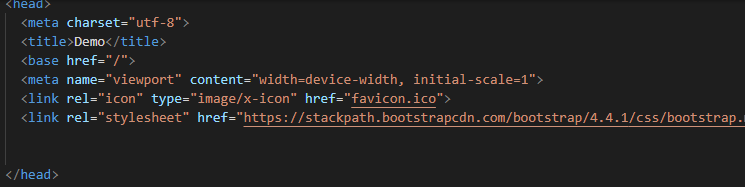 <head>
<meta charset="utf-8">
<title>Demo</title>
<base href="/">
<meta name="viewport" content="width=device-width, initial-scale=1">
<link rel="icon" type="image/x-icon" href="favicon.ico">
<link rel="stylesheet" href="https://stackpath.bootstrapcdn.com/bootstrap/4.4.1/css/bootstrap.
</head>